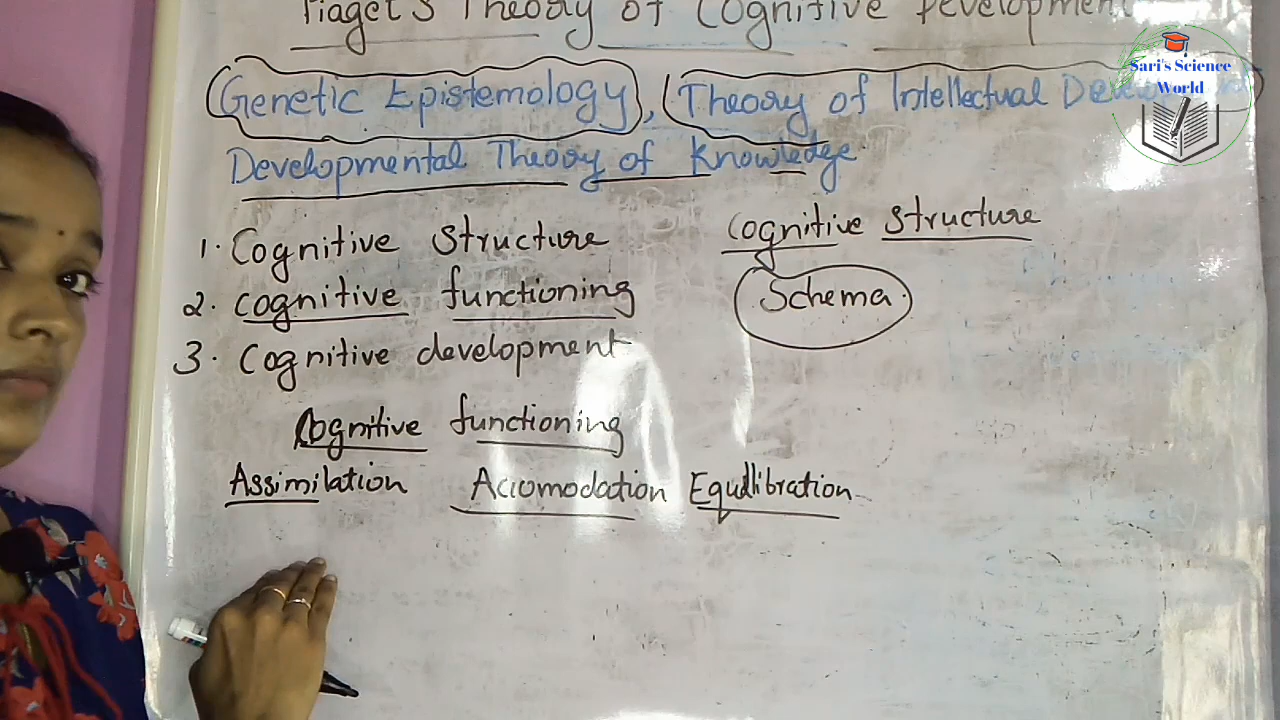 Piaget's Theory of Cognitive Development
Genetic Epistemology, Theory of Intellectual
Developmental Theory of Knowledge
1. Cognitive Structure
2. cognitive functioning
3. Cognitive development
Cognitive functioning
Assimilation Accomodation Equilibration
Cognitive Structure
Schema.
Sari's Science
World